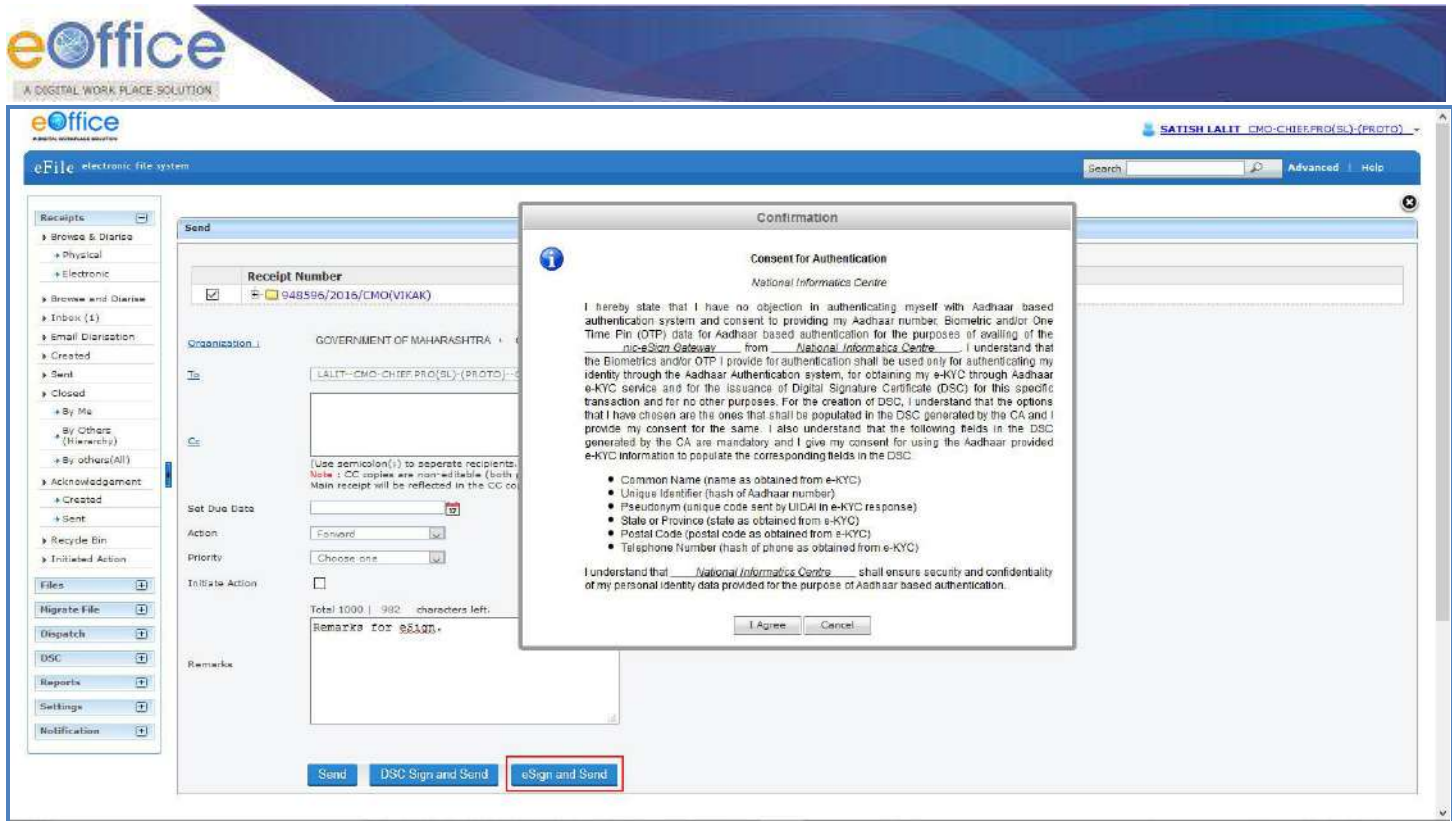 eOffice
A DIGITAL WORK PLACE SOLUTION
eOffice
SATISH LALIT CMO-CHIEF.PRO(SL)-(PROTO)
eFile electronic file system
Search
Advanced | Help
Receipts
Browse & Diarise
Physical
Electronic
Browse and Diarise
Inbox (1)
Email Diarisation
Created
Sent
Closed
By Me
By Others
(Hierarchy)
By others(All)
Acknowledgement
Created
Sent
Recycle Bin
Initiated Action
Files
Migrate File
Dispatch
DSC
Reports
Settings
Notification
Send
Receipt Number
948596/2016/CMO(VIKAK)
Organization :
GOVERNMENT OF MAHARASHTRA
To
LALIT--CMO-CHIEF.PRO(SL)-(PROTO)--
Cc
[Use semicolon(;) to seperate recipients.
Note : CC copies are non-editable (both
Main receipt will be reflected in the CC
Set Due Date
12
Action
Forward
Priority
Choose one
Initiate Action
Total 1000 | 982 characters left.
Remarks for eSign.
Remarks
Send
DSC Sign and Send
eSign and Send
Confirmation
Consent for Authentication
National Informatics Centre
I hereby state that I have no objection in authenticating myself with Aadhaar based
authentication system and consent to providing my Aadhaar number, Biometric and/or One
Time Pin (OTP) data for Aadhaar based authentication for the purposes of availing of the
nic-eSign Gateway from National Informatics Centre . I understand that
the Biometrics and/or OTP I provide for authentication shall be used only for authenticating my
identity through the Aadhaar Authentication system, for obtaining my e-KYC through Aadhaar
e-KYC service and for the issuance of Digital Signature Certificate (DSC) for this specific
transaction and for no other purposes. For the creation of DSC, I understand that the options
that I have chosen are the ones that shall be populated in the DSC generated by the CA and I
provide my consent for the same. I also understand that the following fields in the DSC
generated by the CA are mandatory and I give my consent for using the Aadhaar provided
e-KYC information to populate the corresponding fields in the DSC.
Common Name (name as obtained from e-KYC)
Unique Identifier (hash of Aadhaar number)
Pseudonym (unique code sent by UIDAI in e-KYC response)
State or Province (state as obtained from e-KYC)
Postal Code (postal code as obtained from e-KYC)
Telephone Number (hash of phone as obtained from e-KYC)
I understand that National Informatics Centre shall ensure security and confidentiality
of my personal identity data provided for the purpose of Aadhaar based authentication.
I Agree
Cancel